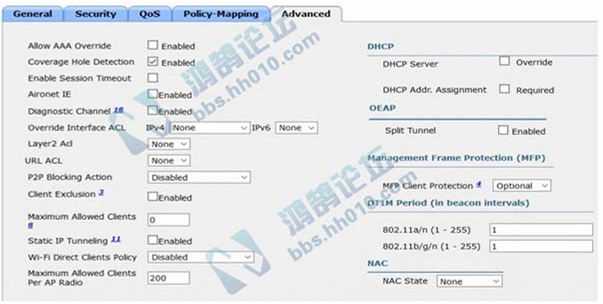 General Security QoS Policy-Mapping Advanced
Allow AAA Override Enabled
Coverage Hole Detection Enabled
Enable Session Timeout
Aironet IE Enabled
Diagnostic Channel 18 Enabled
Override Interface ACL IPv4 None IPv6 None
Layer2 Acl None
URL ACL None
P2P Blocking Action Disabled
Client Exclusion 3 Enabled
Maximum Allowed Clients 8 0
Static IP Tunneling 11 Enabled
Wi-Fi Direct Clients Policy Disabled
Maximum Allowed Clients Per AP Radio 200
DHCP
DHCP Server Override
DHCP Addr. Assignment Required
OEAP
Split Tunnel Enabled
Management Frame Protection (MFP)
MFP Client Protection 4 Optional
DTIM Period (in beacon intervals)
802.11a/n (1 - 255) 1
802.11b/g/n (1 - 255) 1
NAC
NAC State None
鸿鹄论坛
bbs.hh010.com
鸿鹄论坛
bbs.hh010.com